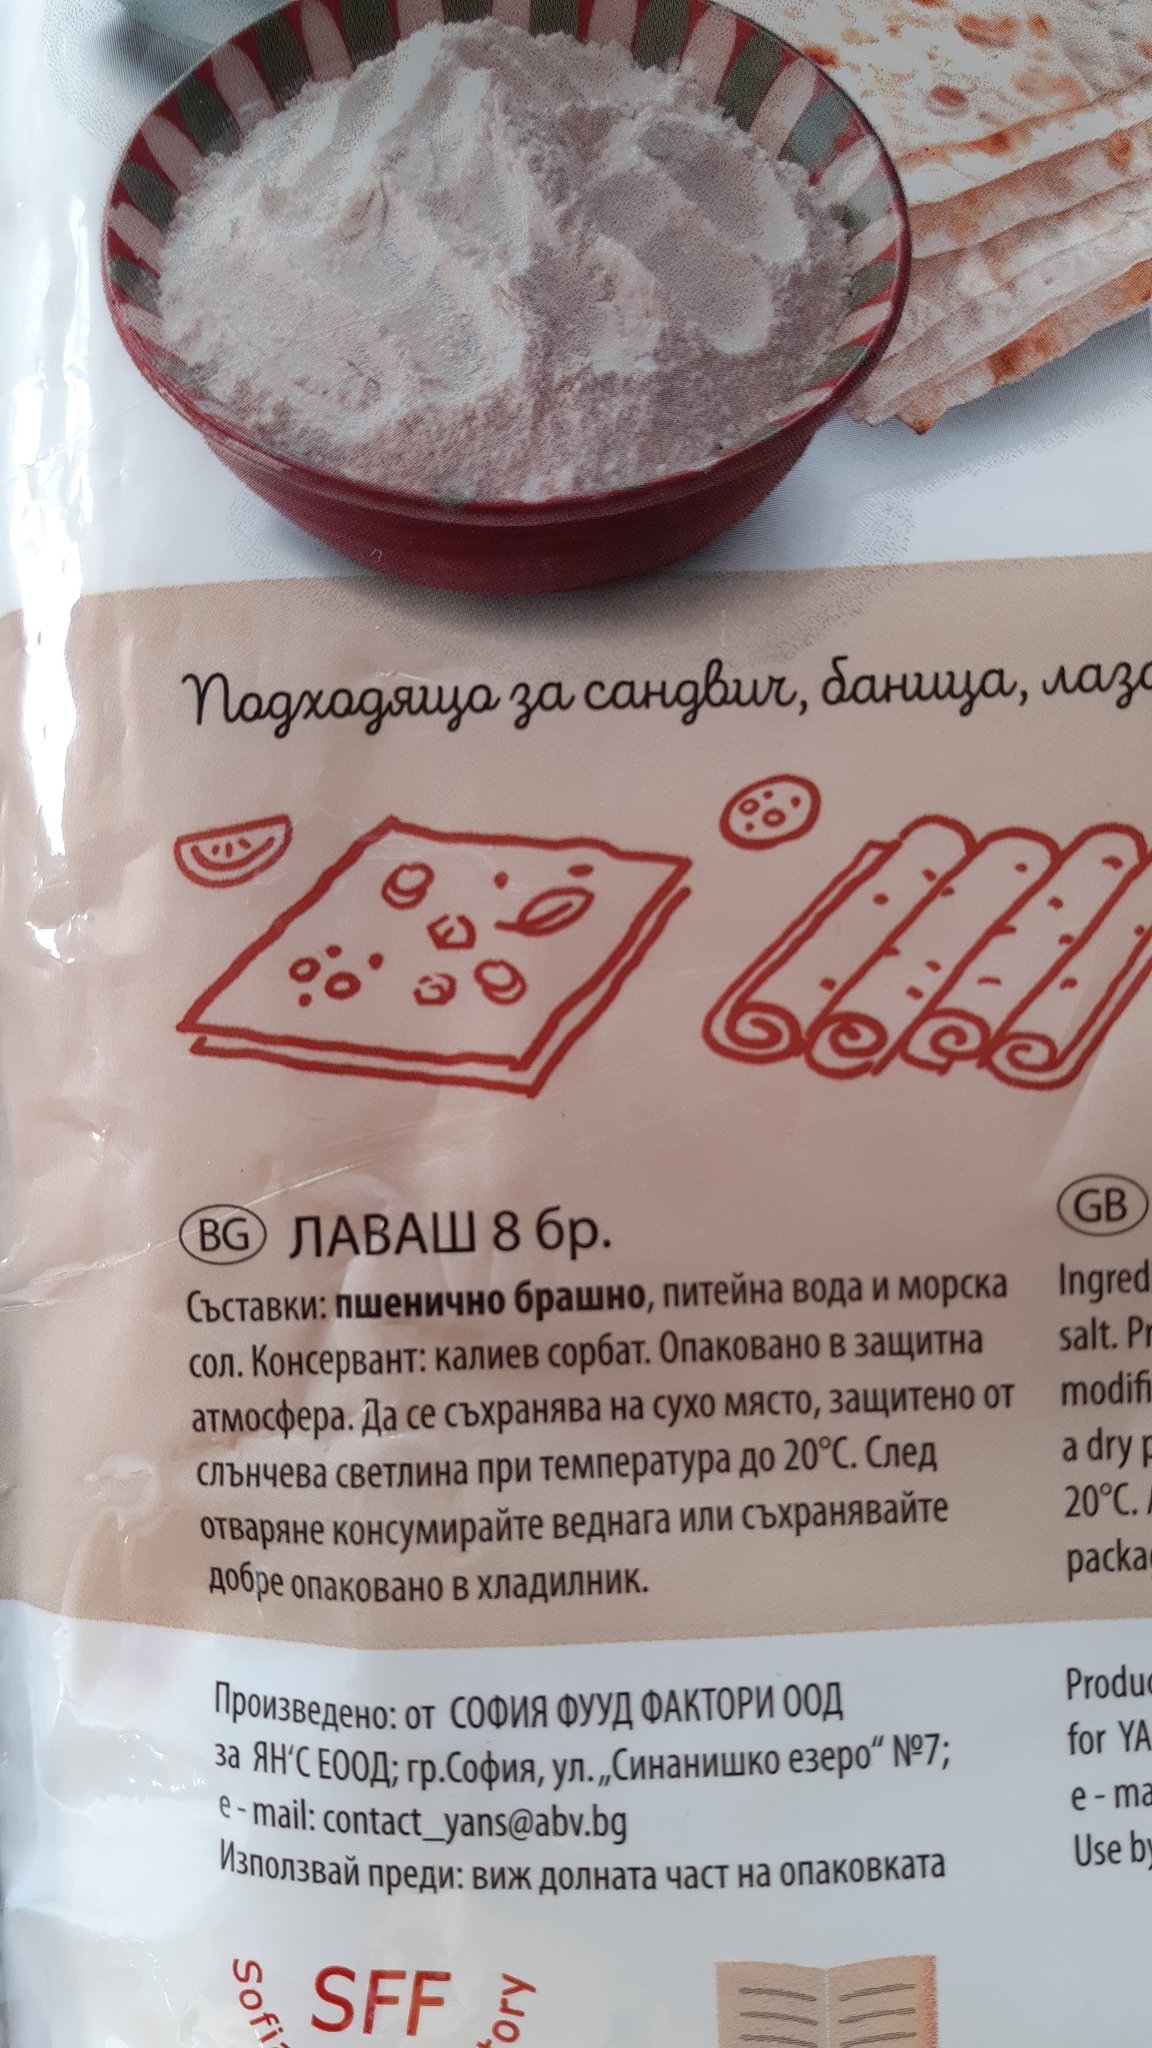 Подходящо за сандвич, баница, лаз
BG ЛАВАШ 8 бр.
Съставки: пшенично брашно, питейна вода и морска
сол. Консервант: калиев сорбат. Опаковано в защитна
атмосфера. Да се съхранява на сухо място, защитено от
слънчева светлина при температура до 20°C. След
отваряне консумирайте веднага или съхранявайте
добре опаковано в хладилник.
GB
Ingred
salt. Pr
modifi
a dry p
20°C.
packa
Произведено: от СОФИЯ ФУУД ФАКТОРИ ООД
за ЯН‘С ЕООД; гр.София, ул.„Синанишко езеро“ №7;
e - mail: contact_yans@abv.bg
Използвай преди: виж долната част на опаковката
Produc
for YA
e - ma
Use by
Sofia
SFF
tory